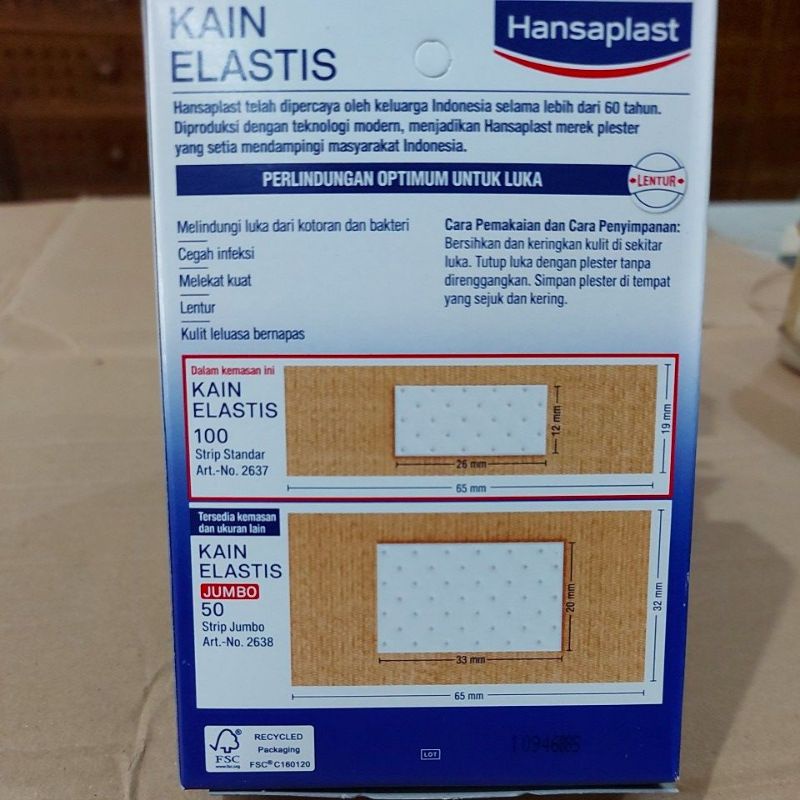 KAIN
ELASTIS
Hansaplast
Hansaplast telah dipercaya oleh keluarga Indonesia selama lebih dari 60 tahun.
Diproduksi dengan teknologi modern, menjadikan Hansaplast merek plester
yang setia mendampingi masyarakat Indonesia.
PERLINDUNGAN OPTIMUM UNTUK LUKA
LENTUR
Melindungi luka dari kotoran dan bakteri
Cegah infeksi
Melekat kuat
Lentur
Kulit leluasa bernapas
Cara Pemakaian dan Cara Penyimpanan:
Bersihkan dan keringkan kulit di sekitar
luka. Tutup luka dengan plester tanpa
direnggangkan. Simpan plester di tempat
yang sejuk dan kering.
Dalam kemasan ini
KAIN
ELASTIS
100
Strip Standar
Art.-No. 2637
12 mm
26 mm
19 mm
65 mm
Tersedia kemasan
dan ukuran lain
KAIN
ELASTIS
JUMBO
50
Strip Jumbo
Art.-No. 2638
20 mm
33 mm
32 mm
65 mm
FSC
www.fsc.org
RECYCLED
Packaging
FSC® C160120
LOT